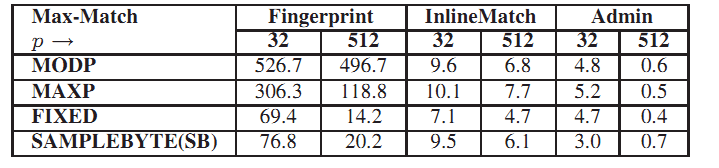 Max-Match Fingerprint InlineMatch Admin
p → 32 512 32 512 32 512
MODP 526.7 496.7 9.6 6.8 4.8 0.6
MAXP 306.3 118.8 10.1 7.7 5.2 0.5
FIXED 69.4 14.2 7.1 4.7 4.7 0.4
SAMPLEBYTE(SB) 76.8 20.2 9.5 6.1 3.0 0.7